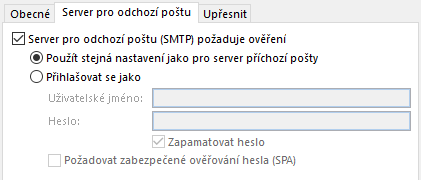 Obecné Server pro odchozí poštu Upřesnit
Server pro odchozí poštu (SMTP) požaduje ověření
Použít stejná nastavení jako pro server příchozí pošty
Přihlašovat se jako
Uživatelské jméno:
Heslo:
Zapamatovat heslo
Požadovat zabezpečené ověřování hesla (SPA)